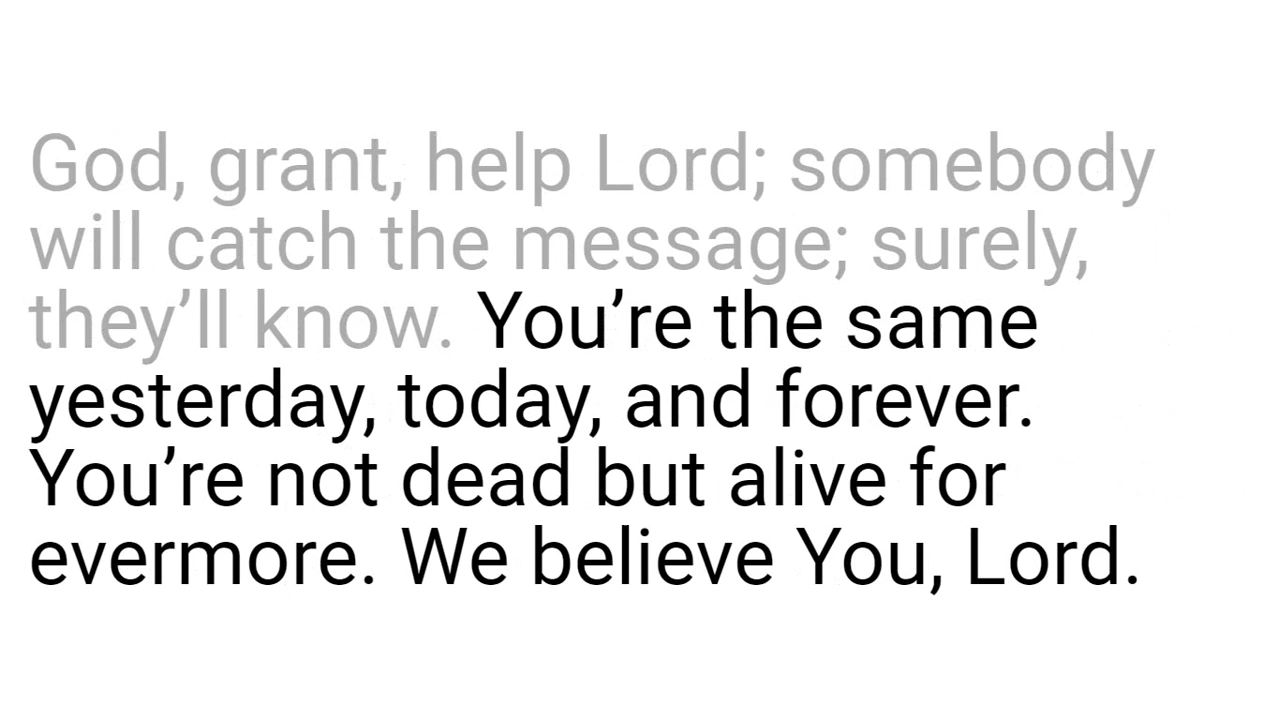 God, grant, help Lord; somebody
will catch the message; surely,
they’ll know. You’re the same
yesterday, today, and forever.
You’re not dead but alive for
evermore. We believe You, Lord.